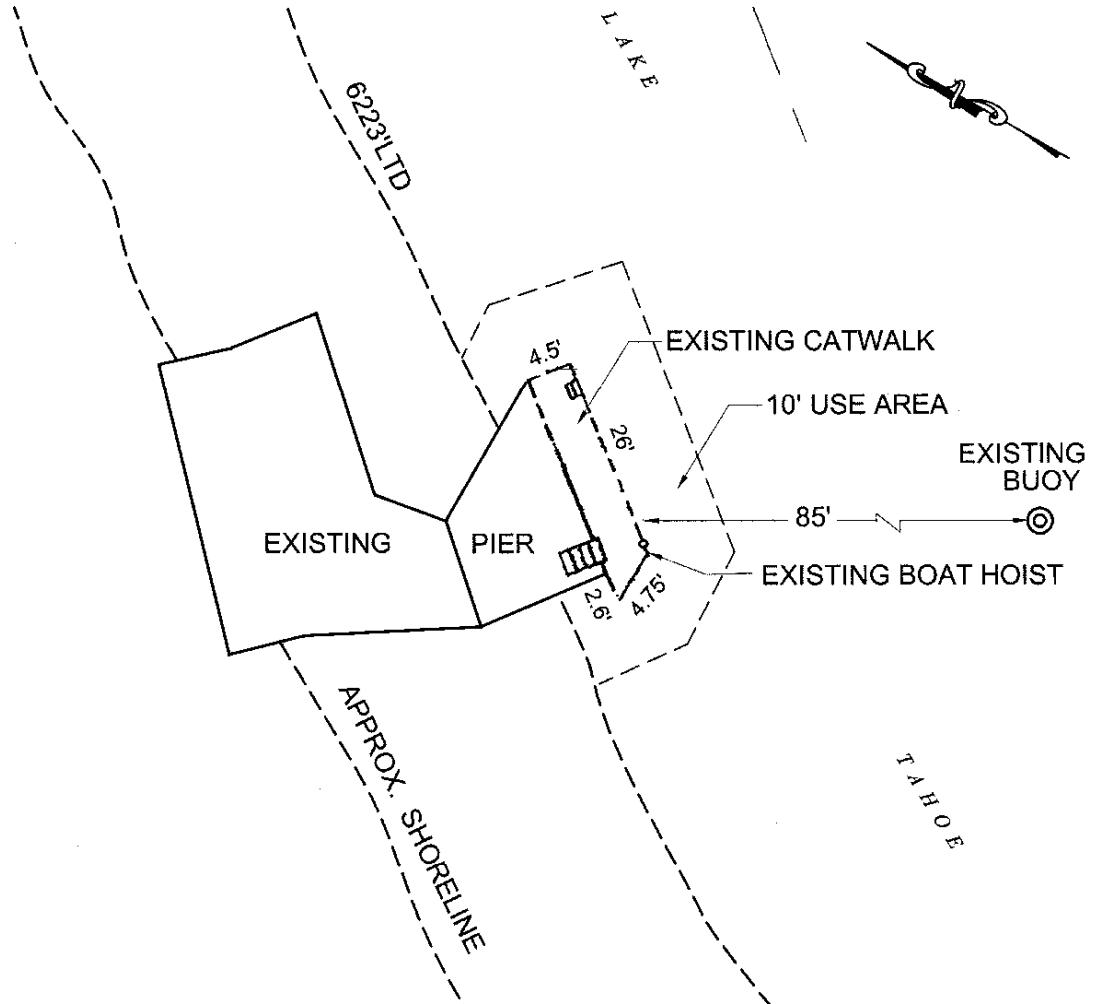 LAKE
6223'LTD
4.5'
EXISTING CATWALK
26'
10' USE AREA
EXISTING
BUOY
85'
EXISTING PIER
EXISTING BOAT HOIST
2.6'
4.75'
APPROX. SHORELINE
TAHOE